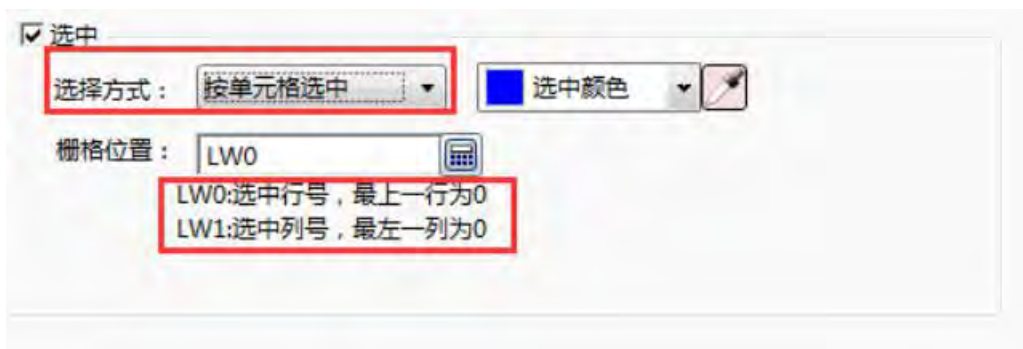 选中
选择方式： 按单元格选中 选中颜色
栅格位置： LW0
LW0:选中行号，最上一行为0
LW1:选中列号，最左一列为0